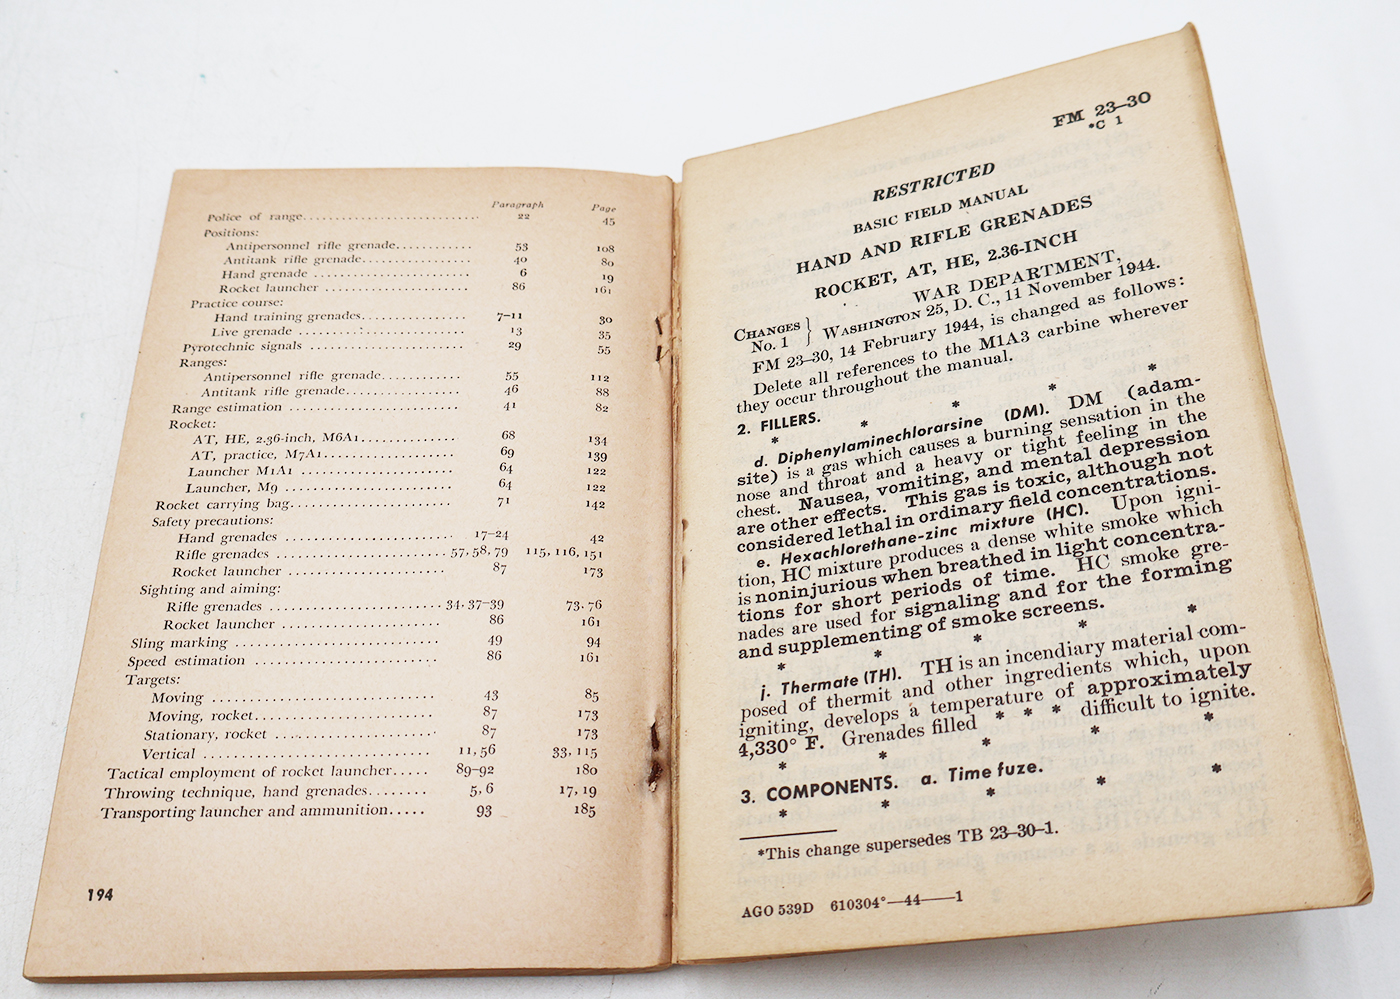 Paragraph Page
Police of range 22 45
Positions:
Antipersonnel rifle grenade 53 108
Antitank rifle grenade 40 80
Hand grenade 6 19
Rocket launcher 86 161
Practice course:
Hand training grenades 7–11 30
Live grenade 13 35
Pyrotechnic signals 29 55
Ranges:
Antipersonnel rifle grenade 55 112
Antitank rifle grenade 46 88
Range estimation 41 82
Rocket:
AT, HE, 2.36-inch, M6A1 68 134
AT, practice, M7A1 69 139
Launcher M1A1 64 122
Launcher, M9 64 122
Rocket carrying bag 71 142
Safety precautions:
Hand grenades 17–24 42
Rifle grenades 57, 58, 79 115, 116, 151
Rocket launcher 87 173
Sighting and aiming:
Rifle grenades 34, 37–39 73, 76
Rocket launcher 86 161
Sling marking 49 94
Speed estimation 86 161
Targets:
Moving 43 85
Moving, rocket 87 173
Stationary, rocket 87 173
Vertical 11, 56 33, 115
Tactical employment of rocket launcher 89–92 180
Throwing technique, hand grenades 5, 6 17, 19
Transporting launcher and ammunition 93 185
194
FM 23–30
*C 1
RESTRICTED
BASIC FIELD MANUAL
HAND AND RIFLE GRENADES
ROCKET, AT, HE, 2.36-INCH
WAR DEPARTMENT,
CHANGES } WASHINGTON 25, D. C., 11 November 1944.
No. 1
FM 23–30, 14 February 1944, is changed as follows:
Delete all references to the M1A3 carbine wherever
they occur throughout the manual.
* * * * *
2. FILLERS.
d. Diphenylaminechlorarsine (DM). DM (adam-
site) is a gas which causes a burning sensation in the
nose and throat and a heavy or tight feeling in the
chest. Nausea, vomiting, and mental depression
are other effects. This gas is toxic, although not
considered lethal in ordinary field concentrations.
e. Hexachlorethane-zinc mixture (HC). Upon igni-
tion, HC mixture produces a dense white smoke which
is noninjurious when breathed in light concentra-
tions for short periods of time. HC smoke gre-
nades are used for signaling and for the forming
and supplementing of smoke screens.
* * * * *
j. Thermate (TH). TH is an incendiary material com-
posed of thermit and other ingredients which, upon
igniting, develops a temperature of approximately
4,330° F. Grenades filled * * * difficult to ignite.
* * * * *
3. COMPONENTS. a. Time fuze.
* * * * *
*This change supersedes TB 23–30–1.
AGO 539D 610304°—44——1